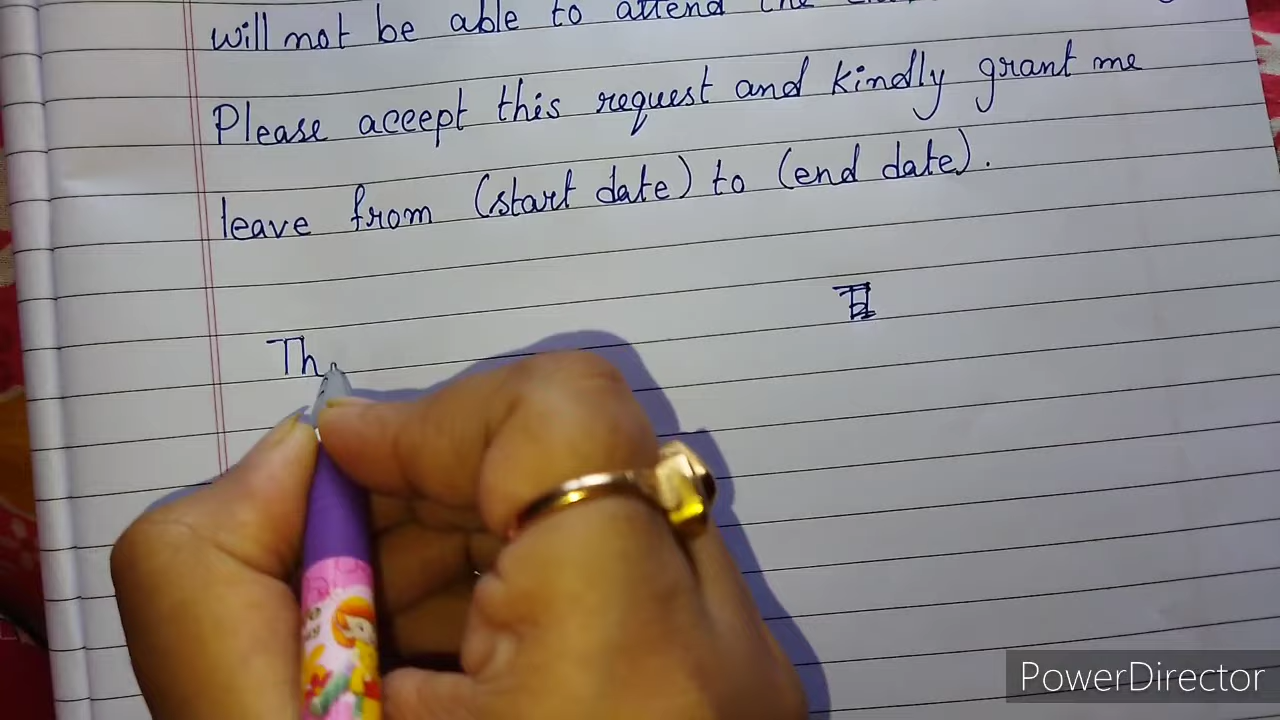 will not be able to attend the
Please accept this request and kindly grant me
leave from (start date) to (end date).
Th
PowerDirector